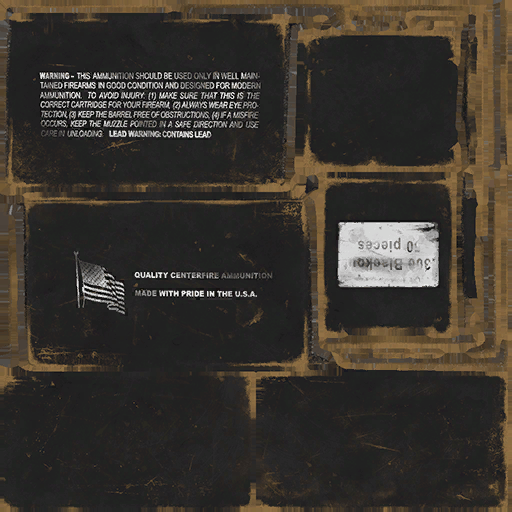 WARNING - THIS AMMUNITION SHOULD BE USED ONLY IN WELL MAIN-
TAINED FIREARMS IN GOOD CONDITION AND DESIGNED FOR MODERN
AMMUNITION. TO AVOID INJURY: (1) MAKE SURE THAT THIS IS THE
CORRECT CARTRIDGE FOR YOUR FIREARM, (2) ALWAYS WEAR EYE PRO-
TECTION, (3) KEEP THE BARREL FREE OF OBSTRUCTIONS, (4) IF A MISFIRE
OCCURS, KEEP THE MUZZLE POINTED IN A SAFE DIRECTION AND USE
CARE IN UNLOADING. LEAD WARNING: CONTAINS LEAD
QUALITY CENTERFIRE AMMUNITION
MADE WITH PRIDE IN THE U.S.A.
pieces